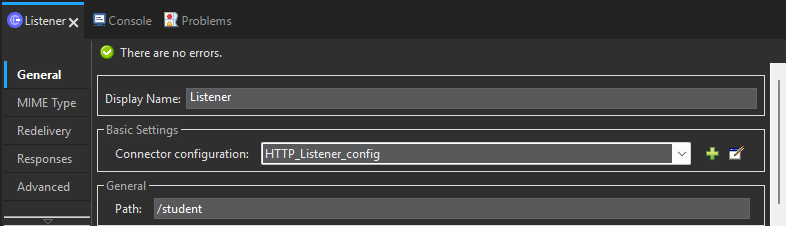 Listener
Console
Problems
There are no errors.
General
MIME Type
Redelivery
Responses
Advanced
Display Name: Listener
Basic Settings
Connector configuration: HTTP_Listener_config
General
Path: /student